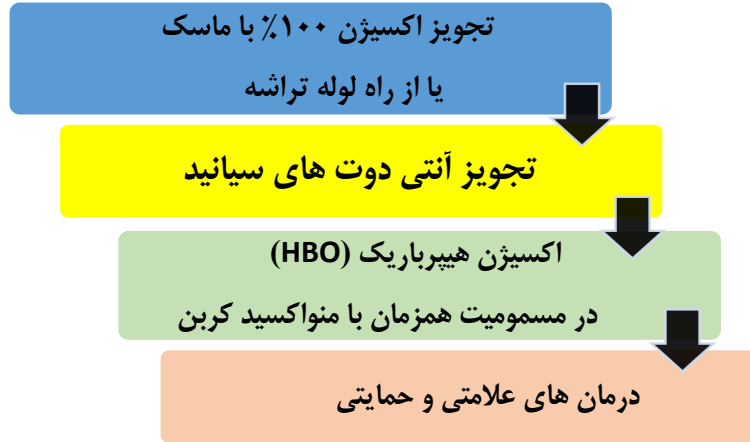 تجویز اکسیژن ۱۰۰٪ با ماسک
یا از راه لوله تراشه
تجویز آنتی دوت های سیانید
اکسیژن هیپرباریک (HBO)
در مسمومیت همزمان با منواکسید کربن
درمان های علامتی و حمایتی